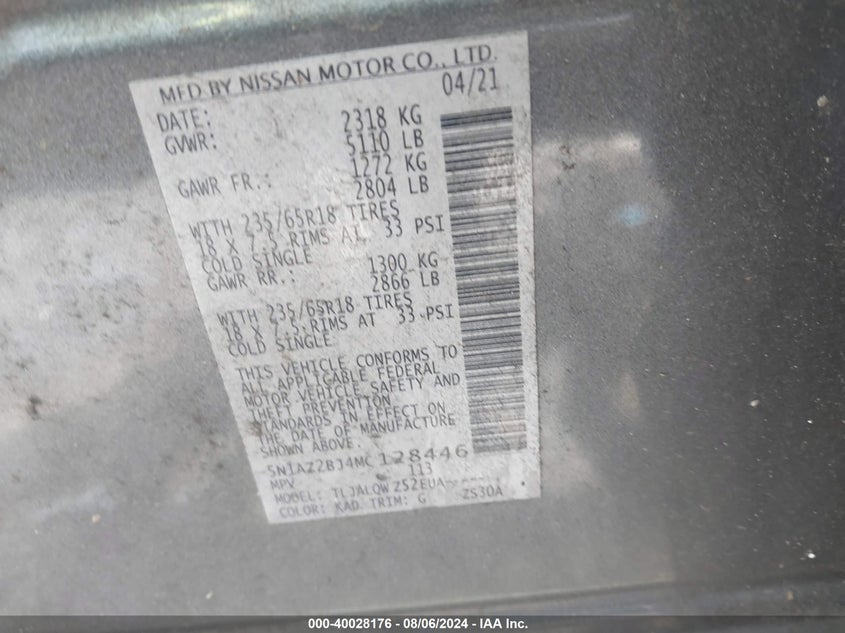 MFD BY NISSAN MOTOR CO., LTD.
DATE: 04/21
GVWR: 2318 KG
5110 LB
GAWR FR.: 1272 KG
2804 LB
WITH 235/65R18 TIRES
18 X 7.5 RIMS AT 33 PSI
COLD SINGLE
GAWR RR.: 1300 KG
2866 LB
WITH 235/65R18 TIRES
18 X 7.5 RIMS AT 33 PSI
COLD SINGLE
THIS VEHICLE CONFORMS TO
ALL APPLICABLE FEDERAL
MOTOR VEHICLE SAFETY AND
THEFT PREVENTION
STANDARDS IN EFFECT ON
THE DATE OF MANUFACTURE
SHOWN ABOVE.
5N1AZ2BJ4MC128446
MPV 113
MODEL: TLJALQWZS2EUA-----
COLOR: KAD TRIM: G ZS30A
000-40028176 - 08/06/2024 - IAA Inc.